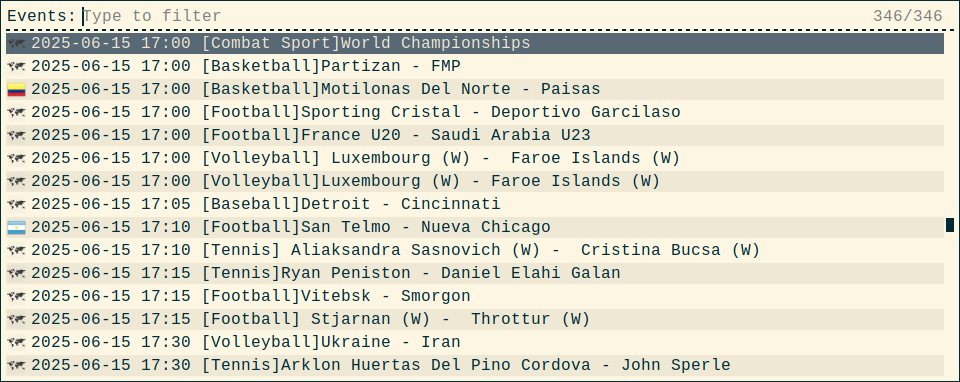 Events: Type to filter 346/346
2025-06-15 17:00 [Combat Sport]World Championships
2025-06-15 17:00 [Basketball]Partizan - FMP
2025-06-15 17:00 [Basketball]Motilonas Del Norte - Paisas
2025-06-15 17:00 [Football]Sporting Cristal - Deportivo Garcilaso
2025-06-15 17:00 [Football]France U20 - Saudi Arabia U23
2025-06-15 17:00 [Volleyball] Luxembourg (W) -  Faroe Islands (W)
2025-06-15 17:00 [Volleyball]Luxembourg (W) - Faroe Islands (W)
2025-06-15 17:05 [Baseball]Detroit - Cincinnati
2025-06-15 17:10 [Football]San Telmo - Nueva Chicago
2025-06-15 17:10 [Tennis] Aliaksandra Sasnovich (W) -  Cristina Bucsa (W)
2025-06-15 17:15 [Tennis]Ryan Peniston - Daniel Elahi Galan
2025-06-15 17:15 [Football]Vitebsk - Smorgon
2025-06-15 17:15 [Football] Stjarnan (W) -  Throttur (W)
2025-06-15 17:30 [Volleyball]Ukraine - Iran
2025-06-15 17:30 [Tennis]Arklon Huertas Del Pino Cordova - John Sperle